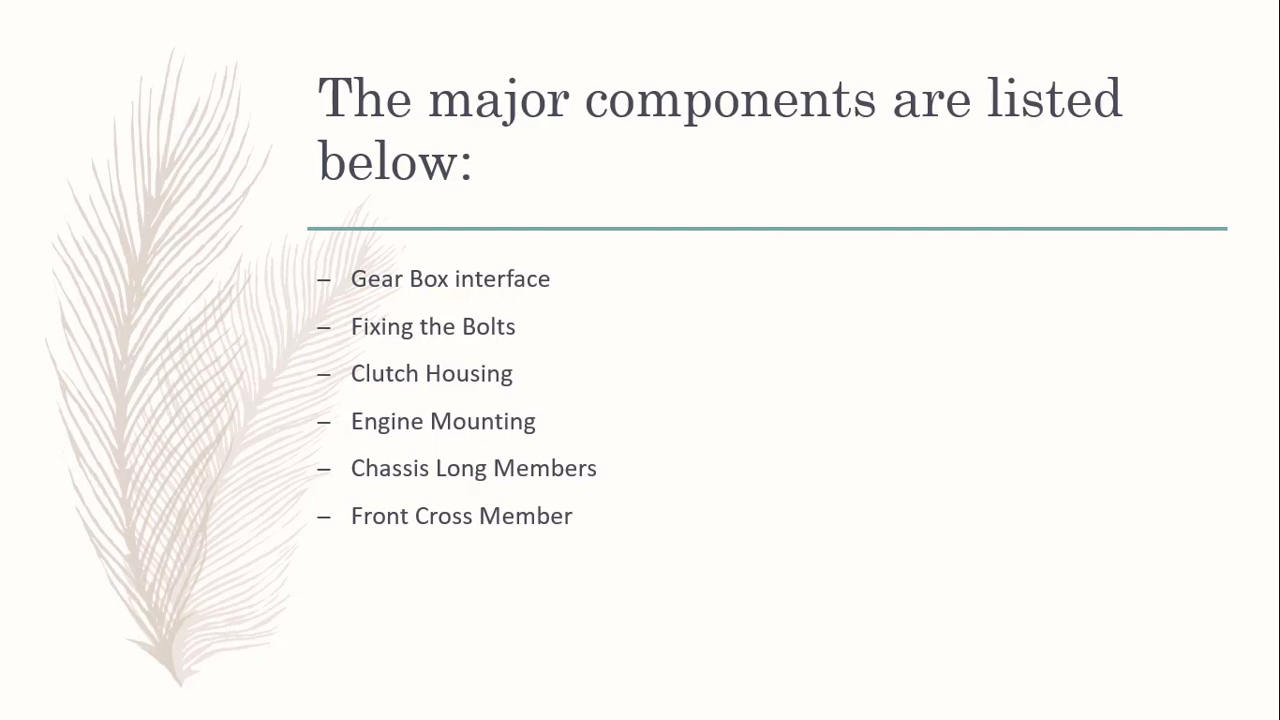 The major components are listed
below:
– Gear Box interface
– Fixing the Bolts
– Clutch Housing
– Engine Mounting
– Chassis Long Members
– Front Cross Member